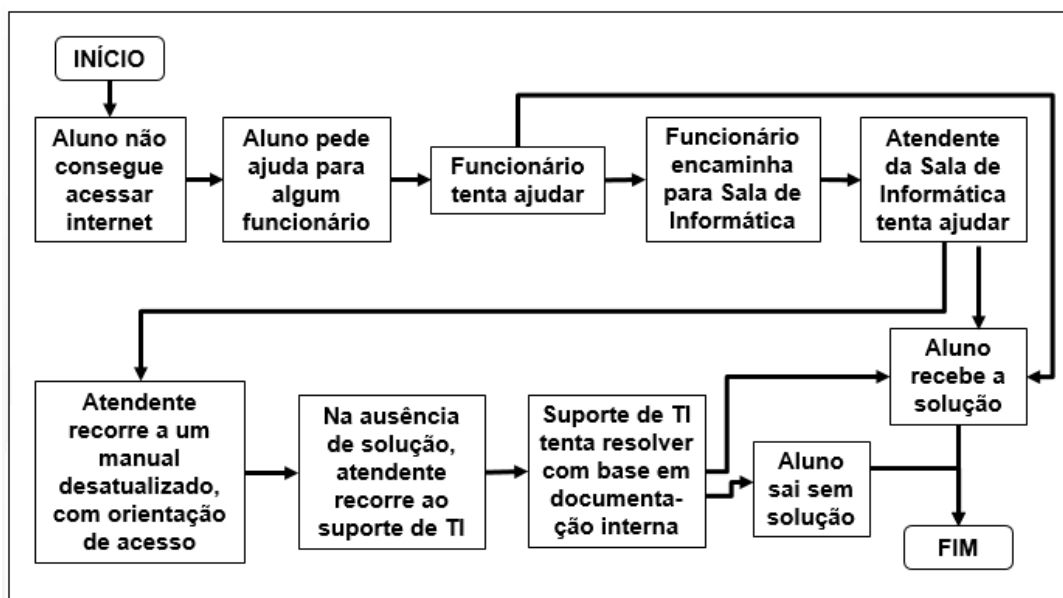 INÍCIO
Aluno não
consegue
acessar
internet
Aluno pede
ajuda para
algum
funcionário
Funcionário
tenta ajudar
Funcionário
encaminha
para Sala de
Informática
Atendente
da Sala de
Informática
tenta ajudar
Atendente
recorre a um
manual
desatualizado,
com orientação
de acesso
Na ausência
de solução,
atendente
recorre ao
suporte de TI
Suporte de TI
tenta resolver
com base em
documenta-
ção interna
Aluno
recebe a
solução
Aluno
sai sem
solução
FIM